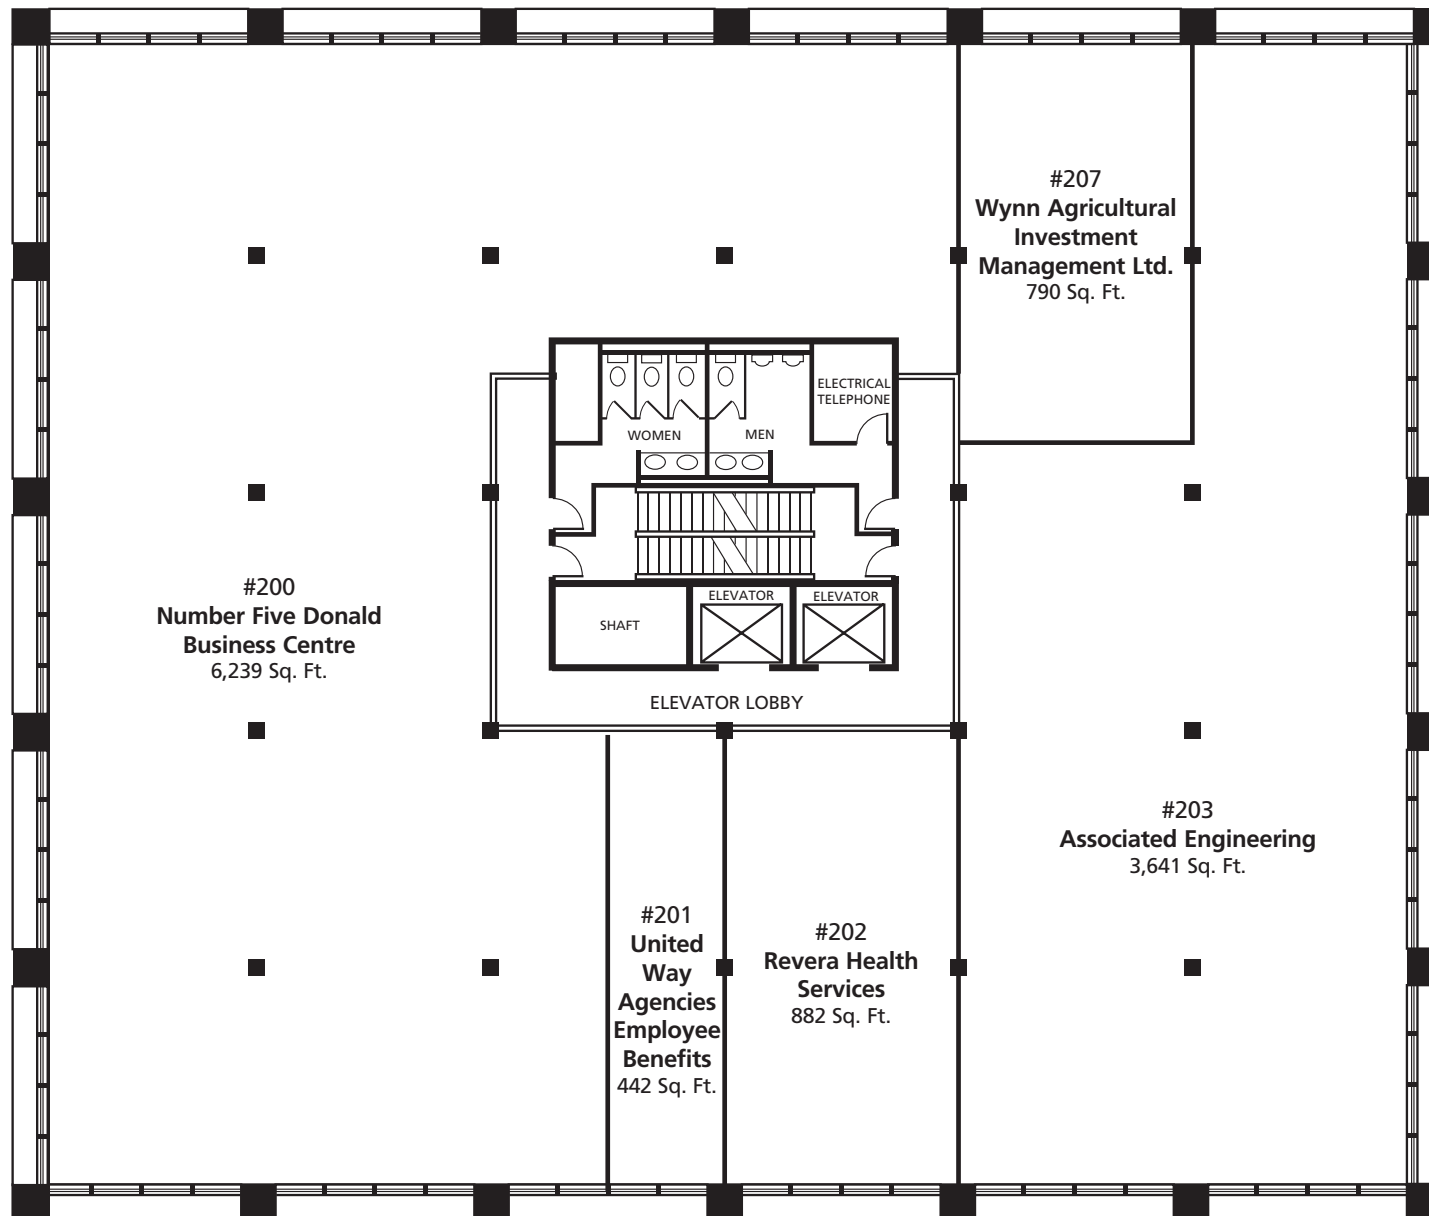 #207
Wynn Agricultural
Investment
Management Ltd.
790 Sq. Ft.
ELECTRICAL
TELEPHONE
WOMEN
MEN
#200
Number Five Donald
Business Centre
6,239 Sq. Ft.
SHAFT
ELEVATOR
ELEVATOR
ELEVATOR LOBBY
#203
Associated Engineering
3,641 Sq. Ft.
#201
United
Way
Agencies
Employee
Benefits
442 Sq. Ft.
#202
Revera Health
Services
882 Sq. Ft.